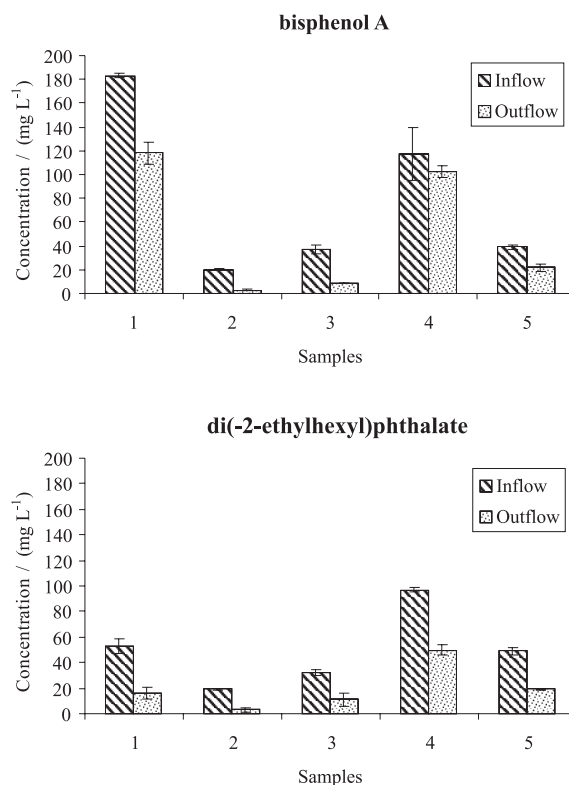 bisphenol A
200
180
160
140
120
100
80
60
40
20
0
Concentration / (mg L-1)
Inflow
Outflow
1 2 3 4 5
Samples
di(-2-ethylhexyl)phthalate
200
180
160
140
120
100
80
60
40
20
0
Concentration / (mg L-1)
Inflow
Outflow
1 2 3 4 5
Samples